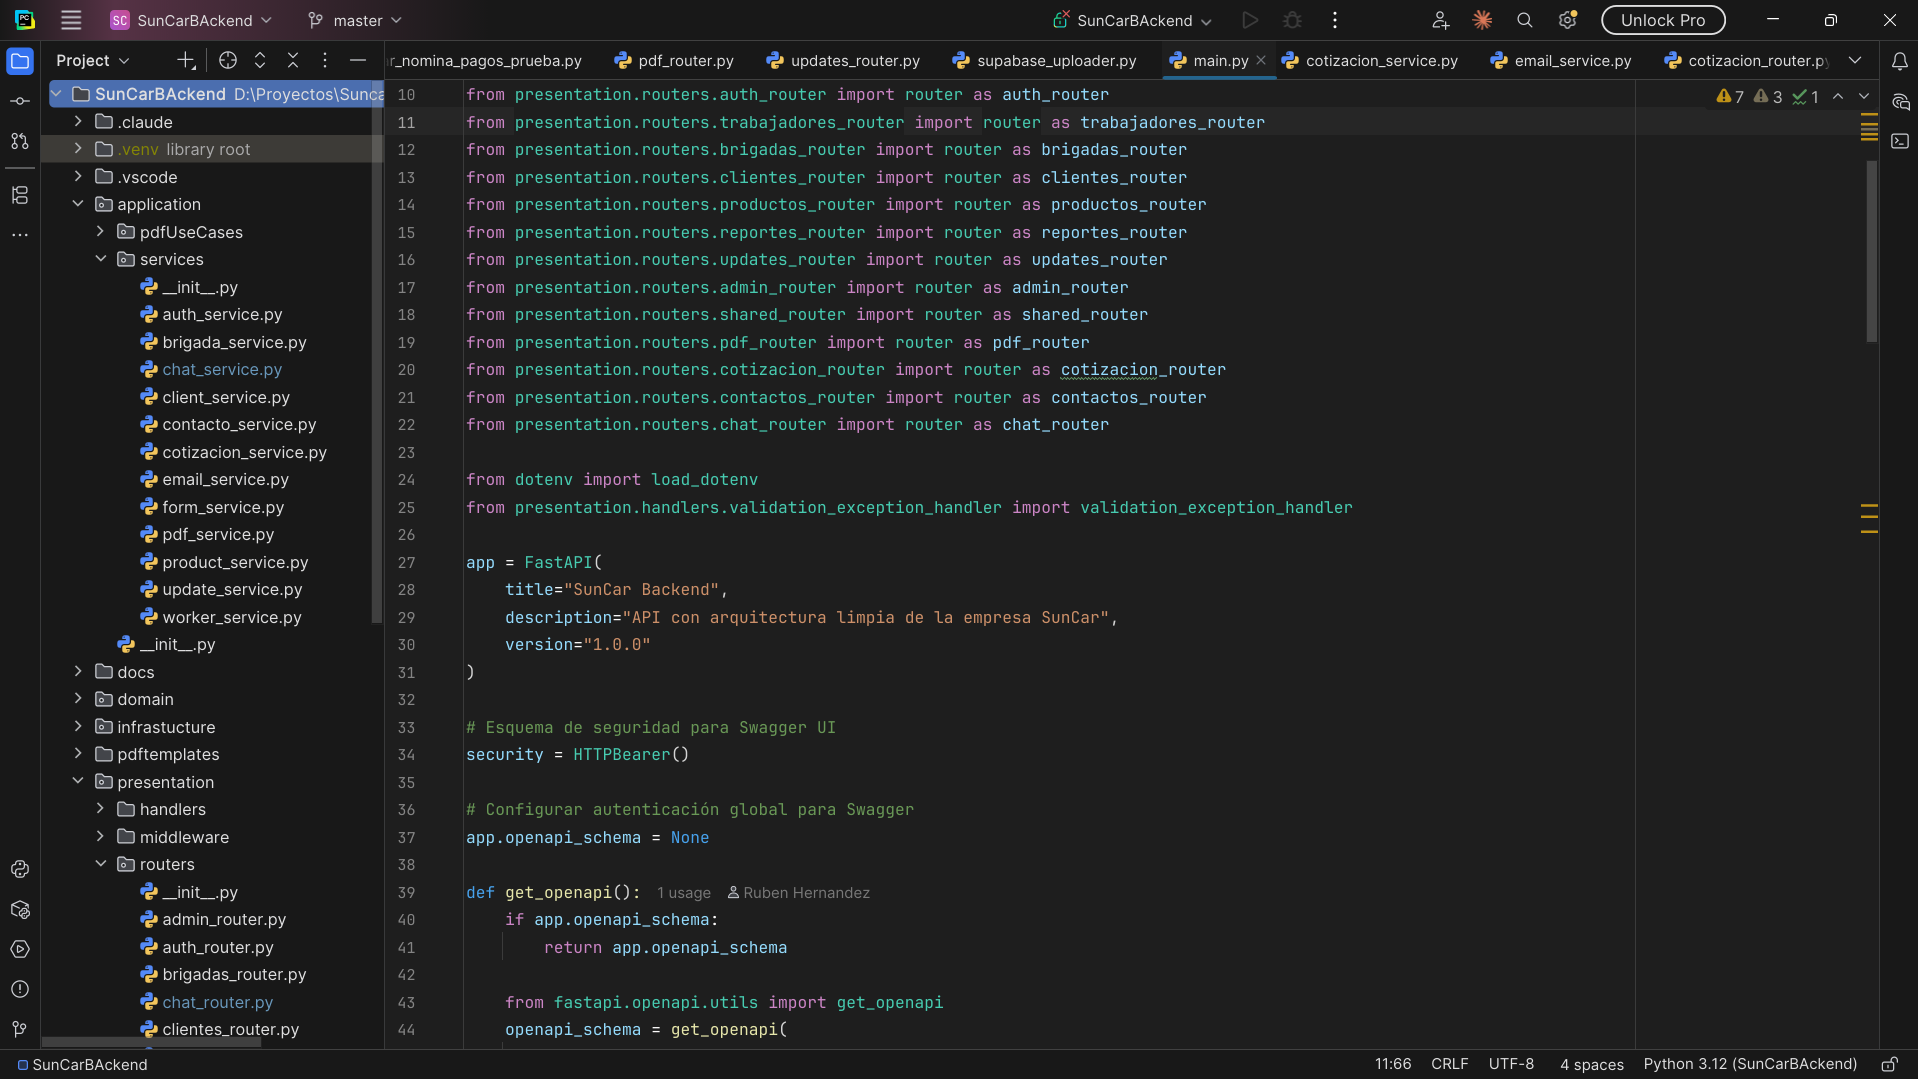 SC SunCarBAckend master SunCarBAckend Unlock Pro
Project
r_nomina_pagos_prueba.py pdf_router.py updates_router.py supabase_uploader.py main.py cotizacion_service.py email_service.py cotizacion_router.py
SunCarBAckend D:\Proyectos\Sunca
.claude
.venv library root
.vscode
application
pdfUseCases
services
__init__.py
auth_service.py
brigada_service.py
chat_service.py
client_service.py
contacto_service.py
cotizacion_service.py
email_service.py
form_service.py
pdf_service.py
product_service.py
update_service.py
worker_service.py
__init__.py
docs
domain
infrastucture
pdftemplates
presentation
handlers
middleware
routers
__init__.py
admin_router.py
auth_router.py
brigadas_router.py
chat_router.py
clientes_router.py
7 3 1
10 from presentation.routers.auth_router import router as auth_router
11 from presentation.routers.trabajadores_router import router as trabajadores_router
12 from presentation.routers.brigadas_router import router as brigadas_router
13 from presentation.routers.clientes_router import router as clientes_router
14 from presentation.routers.productos_router import router as productos_router
15 from presentation.routers.reportes_router import router as reportes_router
16 from presentation.routers.updates_router import router as updates_router
17 from presentation.routers.admin_router import router as admin_router
18 from presentation.routers.shared_router import router as shared_router
19 from presentation.routers.pdf_router import router as pdf_router
20 from presentation.routers.cotizacion_router import router as cotizacion_router
21 from presentation.routers.contactos_router import router as contactos_router
22 from presentation.routers.chat_router import router as chat_router
23
24 from dotenv import load_dotenv
25 from presentation.handlers.validation_exception_handler import validation_exception_handler
26
27 app = FastAPI(
28     title="SunCar Backend",
29     description="API con arquitectura limpia de la empresa SunCar",
30     version="1.0.0"
31 )
32
33 # Esquema de seguridad para Swagger UI
34 security = HTTPBearer()
35
36 # Configurar autenticación global para Swagger
37 app.openapi_schema = None
38
39 def get_openapi(): 1 usage Ruben Hernandez
40     if app.openapi_schema:
41         return app.openapi_schema
42
43     from fastapi.openapi.utils import get_openapi
44     openapi_schema = get_openapi(
SunCarBAckend 11:66 CRLF UTF-8 4 spaces Python 3.12 (SunCarBAckend)